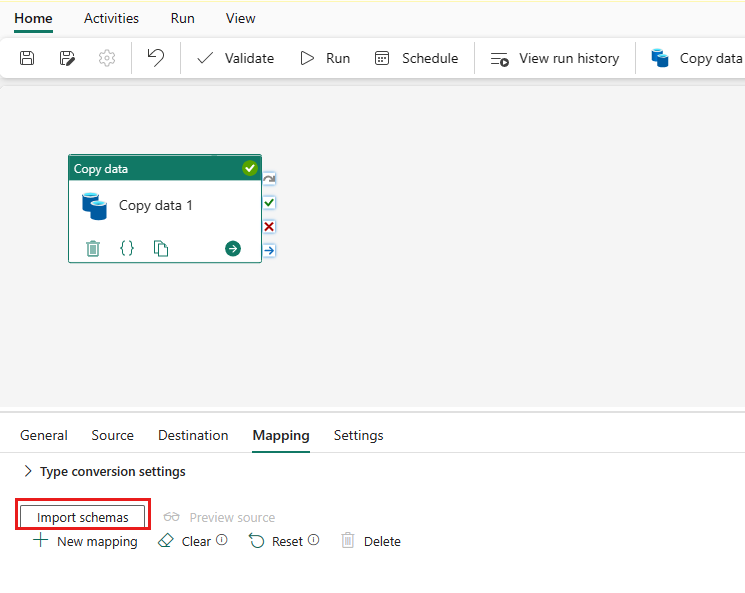 Home Activities Run View
Validate Run Schedule View run history Copy data
Copy data
Copy data 1
{}
General Source Destination Mapping Settings
Type conversion settings
Import schemas Preview source
New mapping Clear Reset Delete